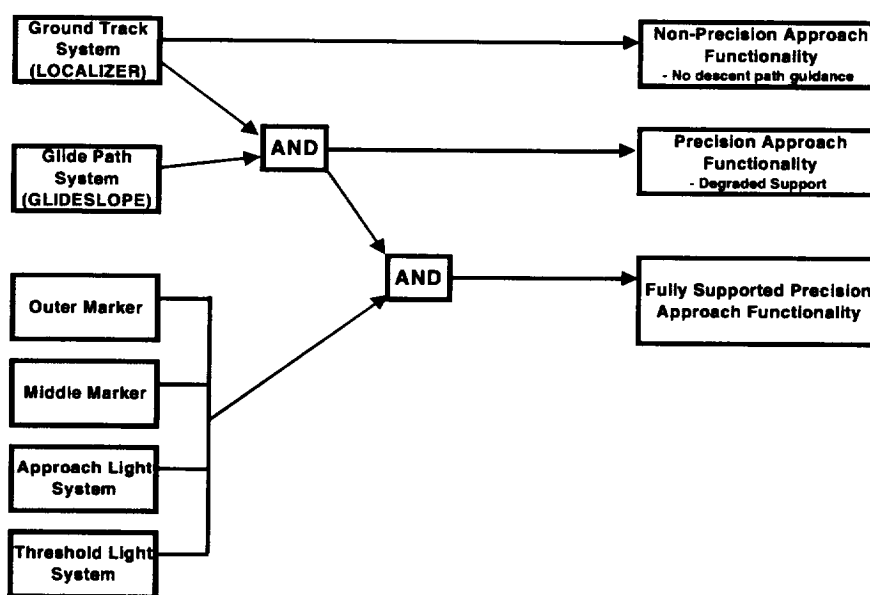 Ground Track
System
(LOCALIZER)
Non-Precision Approach
Functionality
- No descent path guidance
AND
Glide Path
System
(GLIDESLOPE)
Precision Approach
Functionality
- Degraded Support
AND
Fully Supported Precision
Approach Functionality
Outer Marker
Middle Marker
Approach Light
System
Threshold Light
System